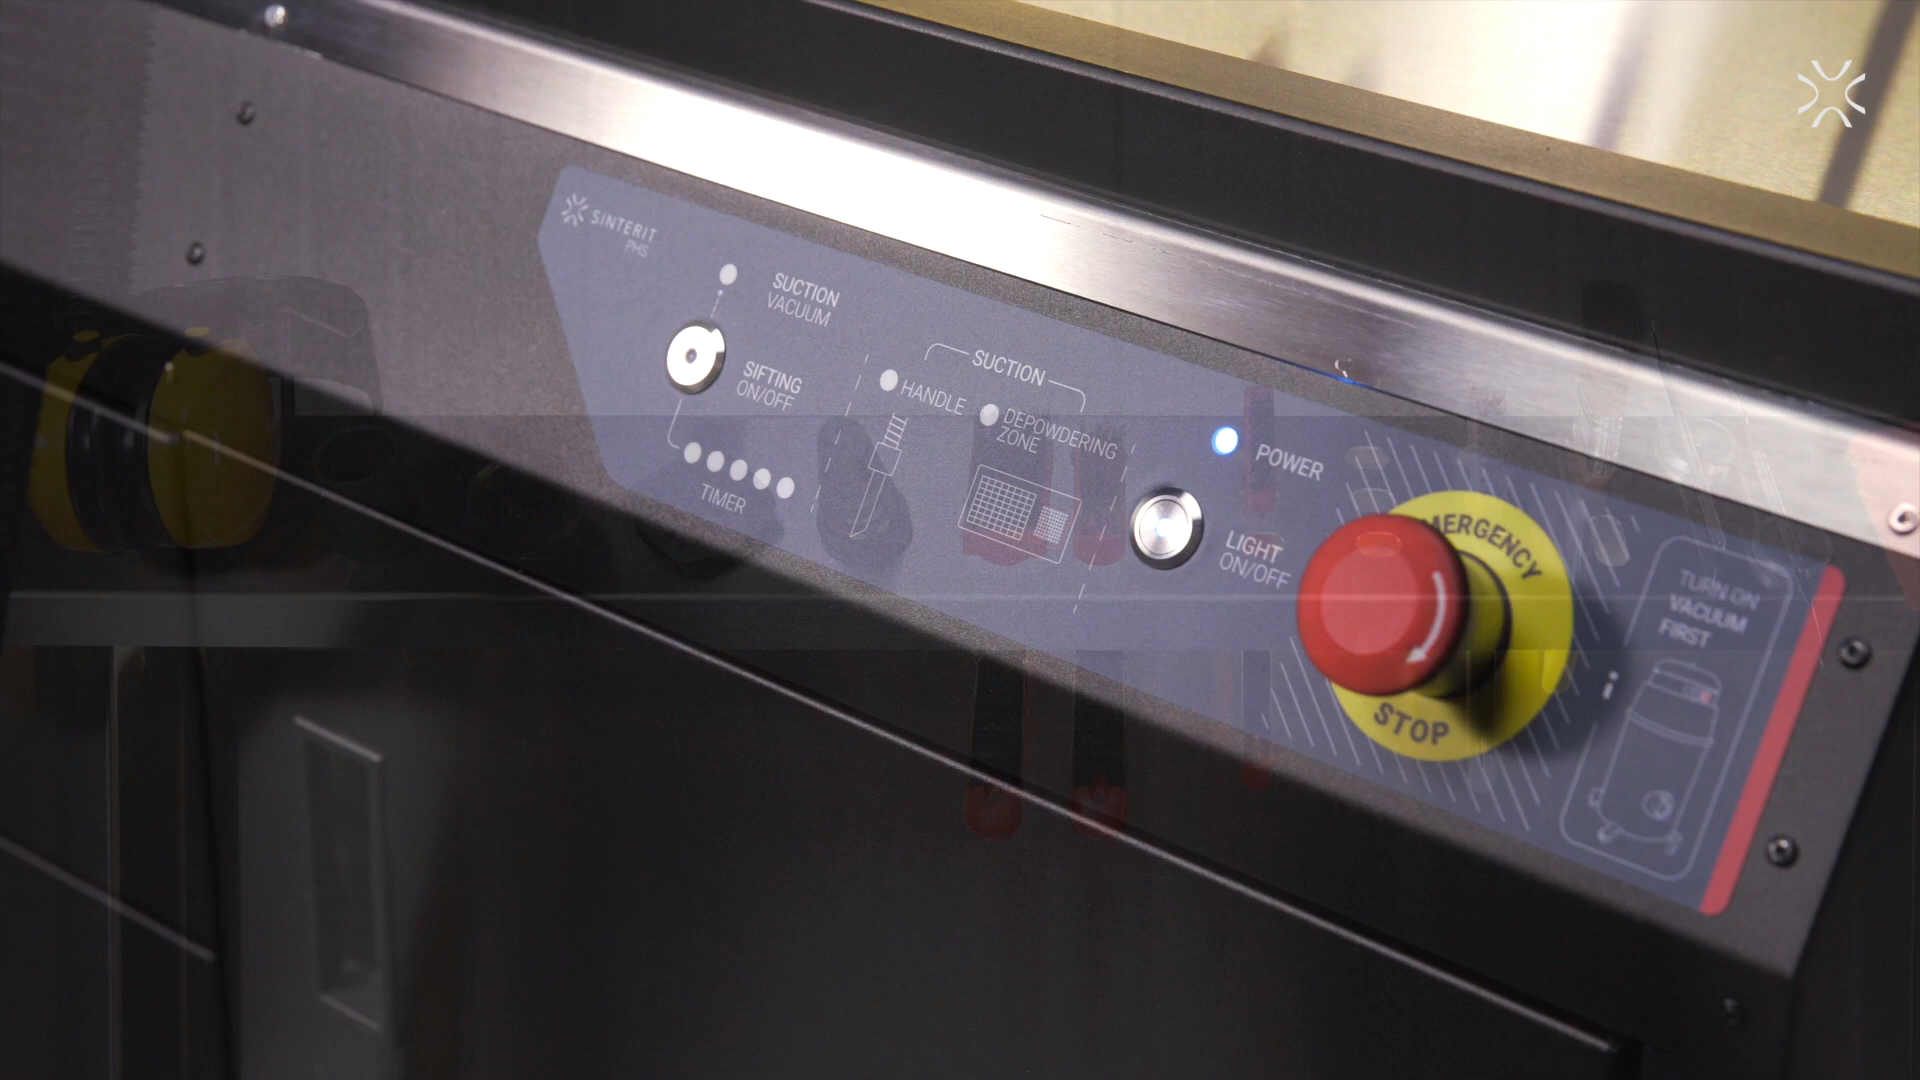 SINTERIT
PHS
SUCTION
VACUUM
SIFTING
ON/OFF
TIMER
SUCTION
HANDLE
DEPOWDERING
ZONE
POWER
LIGHT
ON/OFF
EMERGENCY
STOP
TURN ON
VACUUM
FIRST
i